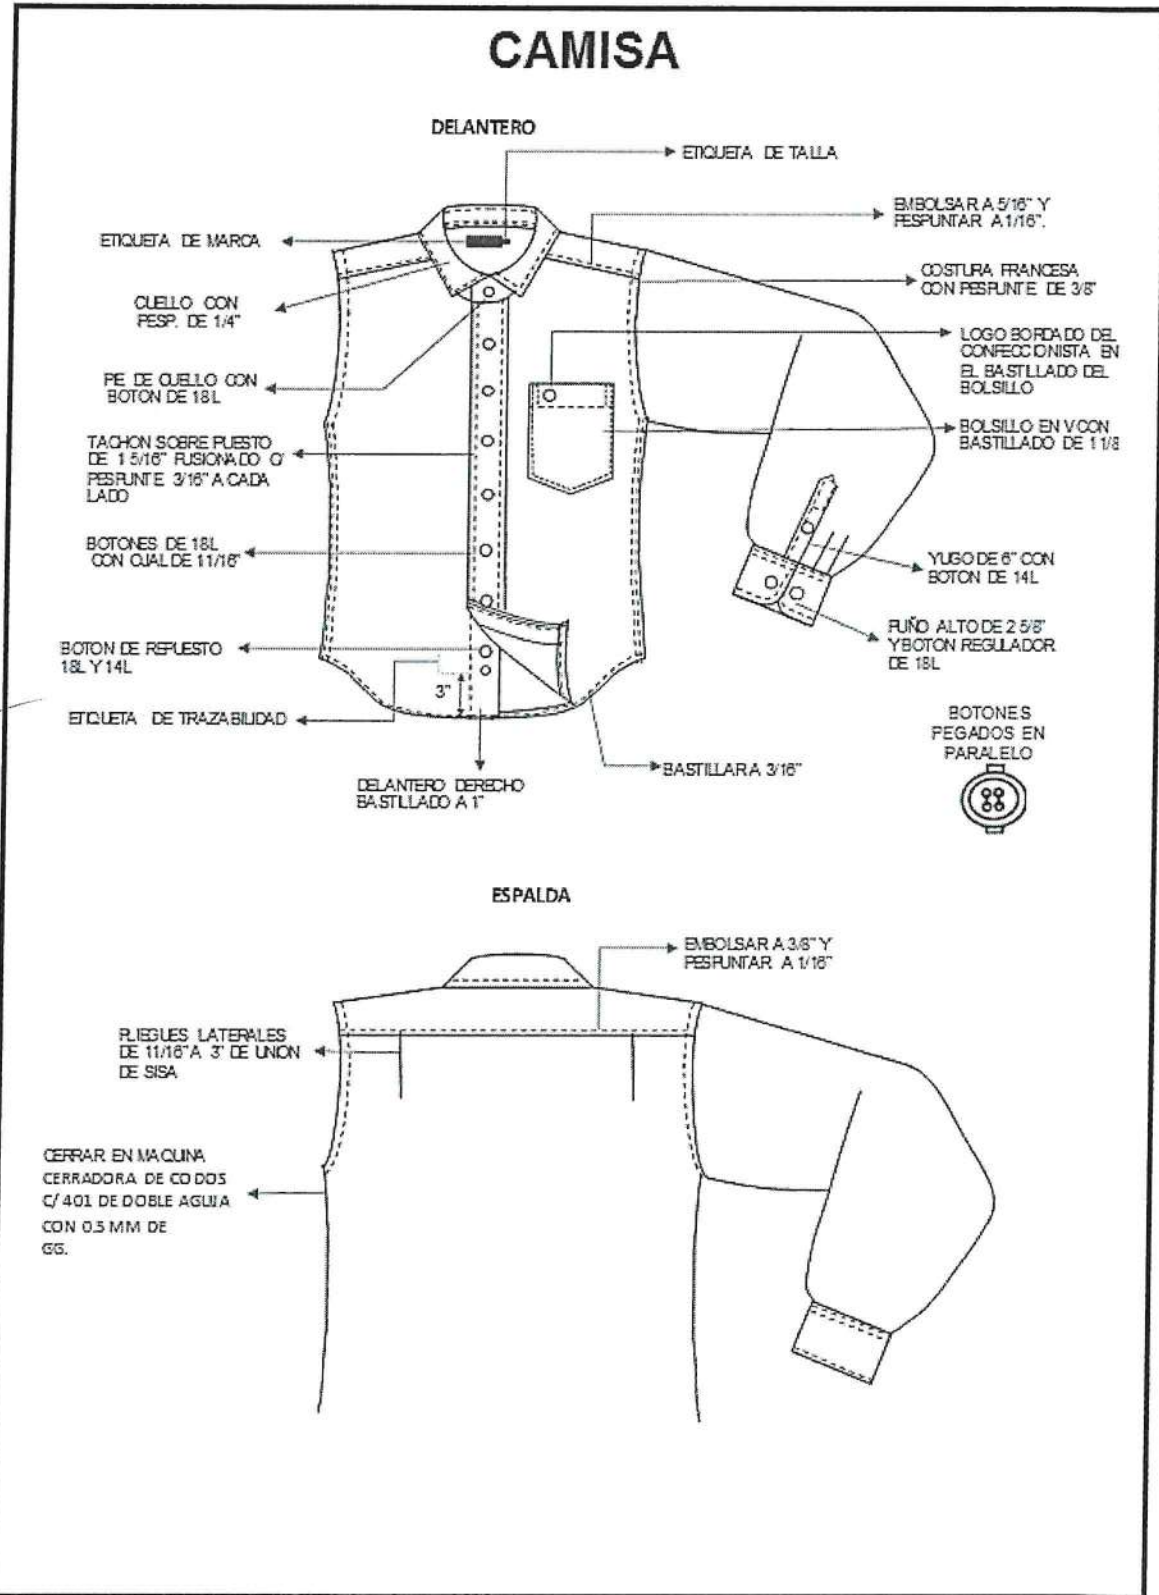 CAMISA
DELANTERO
ETIQUETA DE TALLA
EMBOLSAR A 5/16" Y
PESPUNTAR A 1/16".
ETIQUETA DE MARCA
COSTURA FRANCESA
CON PESPUNTE DE 3/8"
CUELLO CON
PESP. DE 1/4"
LOGO BORDADO DEL
CONFECCIONISTA EN
EL BASTILLADO DEL
BOLSILLO
PIE DE CUELLO CON
BOTON DE 18L
BOLSILLO EN V CON
BASTILLADO DE 1 1/8
TACHON SOBRE PUESTO
DE 1 5/16" FUSIONADO C/
PESPUNTE 3/16" A CADA
LADO
BOTONES DE 18L
CON OJAL DE 11/16"
YUGO DE 6" CON
BOTON DE 14L
PUÑO ALTO DE 2 5/8"
Y BOTON REGULADOR
DE 18L
BOTON DE REPUESTO
18L Y 14L
3"
ETIQUETA DE TRAZABILIDAD
BOTONES
PEGADOS EN
PARALELO
BASTILLAR A 3/16"
DELANTERO DERECHO
BASTILLADO A 1"
ESPALDA
EMBOLSAR A 3/8" Y
PESPUNTAR A 1/16"
PLIEGUES LATERALES
DE 11/16" A 3" DE UNION
DE SISA
CERRAR EN MAQUINA
CERRADORA DE CODOS
C/ 401 DE DOBLE AGUJA
CON 0.5 MM DE
GG.